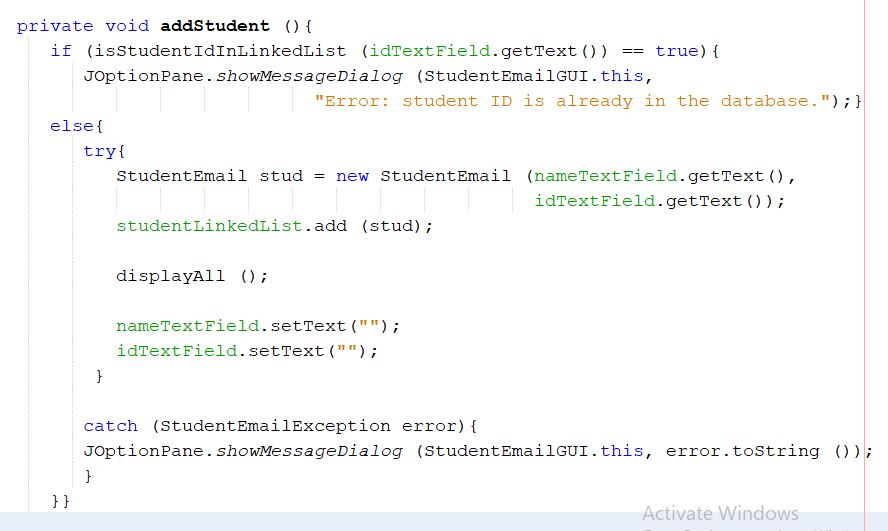 private void addStudent (){
if (isStudentIdInLinkedList (idTextField.getText()) == true){
JOptionPane.showMessageDialog (StudentEmailGUI.this,
"Error: student ID is already in the database.");}
else{
try{
StudentEmail stud = new StudentEmail (nameTextField.getText(),
idTextField.getText());
studentLinkedList.add (stud);
displayAll ();
nameTextField.setText("");
idTextField.setText("");
}
catch (StudentEmailException error){
JOptionPane.showMessageDialog (StudentEmailGUI.this, error.toString ());
}
}}
Activate Windows